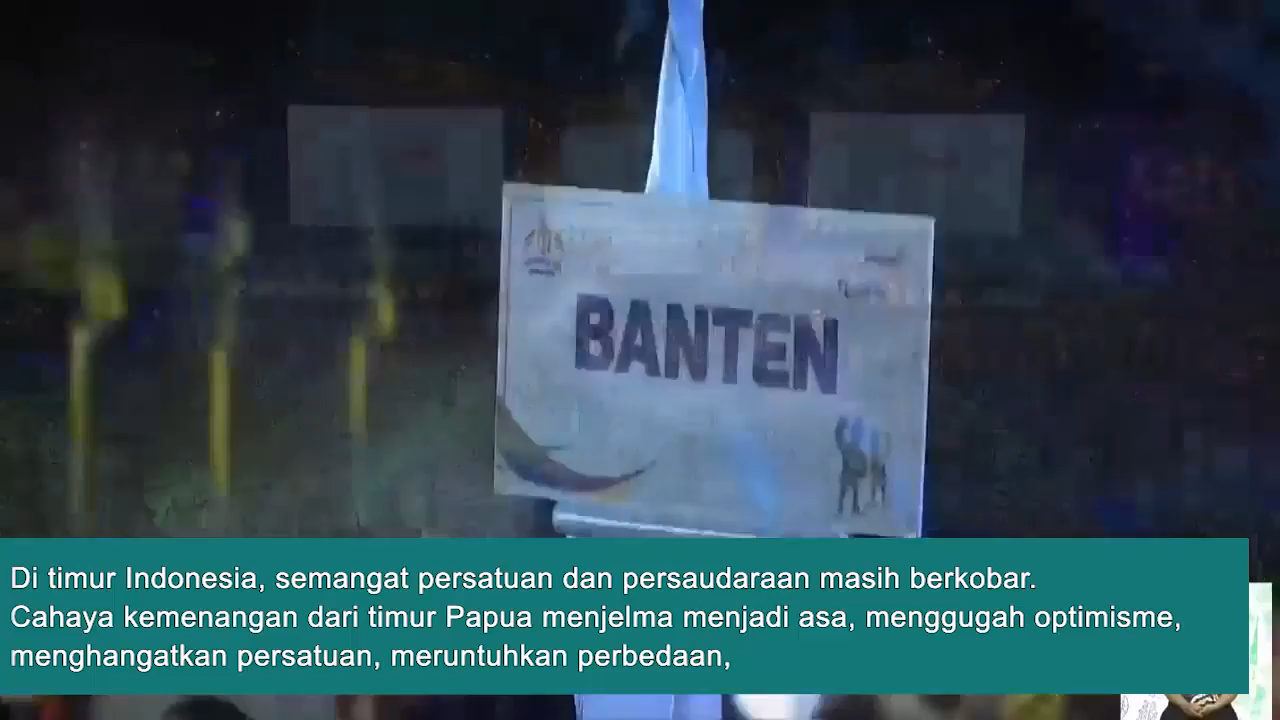 BANTEN
Di timur Indonesia, semangat persatuan dan persaudaraan masih berkobar.
Cahaya kemenangan dari timur Papua menjelma menjadi asa, menggugah optimisme,
menghangatkan persatuan, meruntuhkan perbedaan,